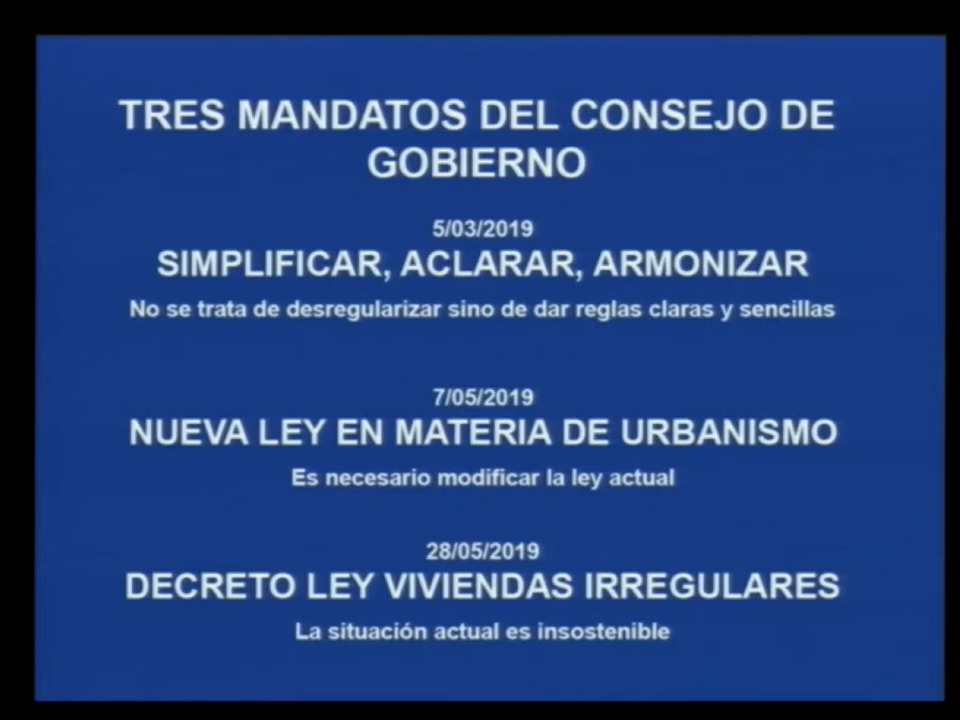 TRES MANDATOS DEL CONSEJO DE
GOBIERNO
5/03/2019
SIMPLIFICAR, ACLARAR, ARMONIZAR
No se trata de desregularizar sino de dar reglas claras y sencillas
7/05/2019
NUEVA LEY EN MATERIA DE URBANISMO
Es necesario modificar la ley actual
28/05/2019
DECRETO LEY VIVIENDAS IRREGULARES
La situación actual es insostenible